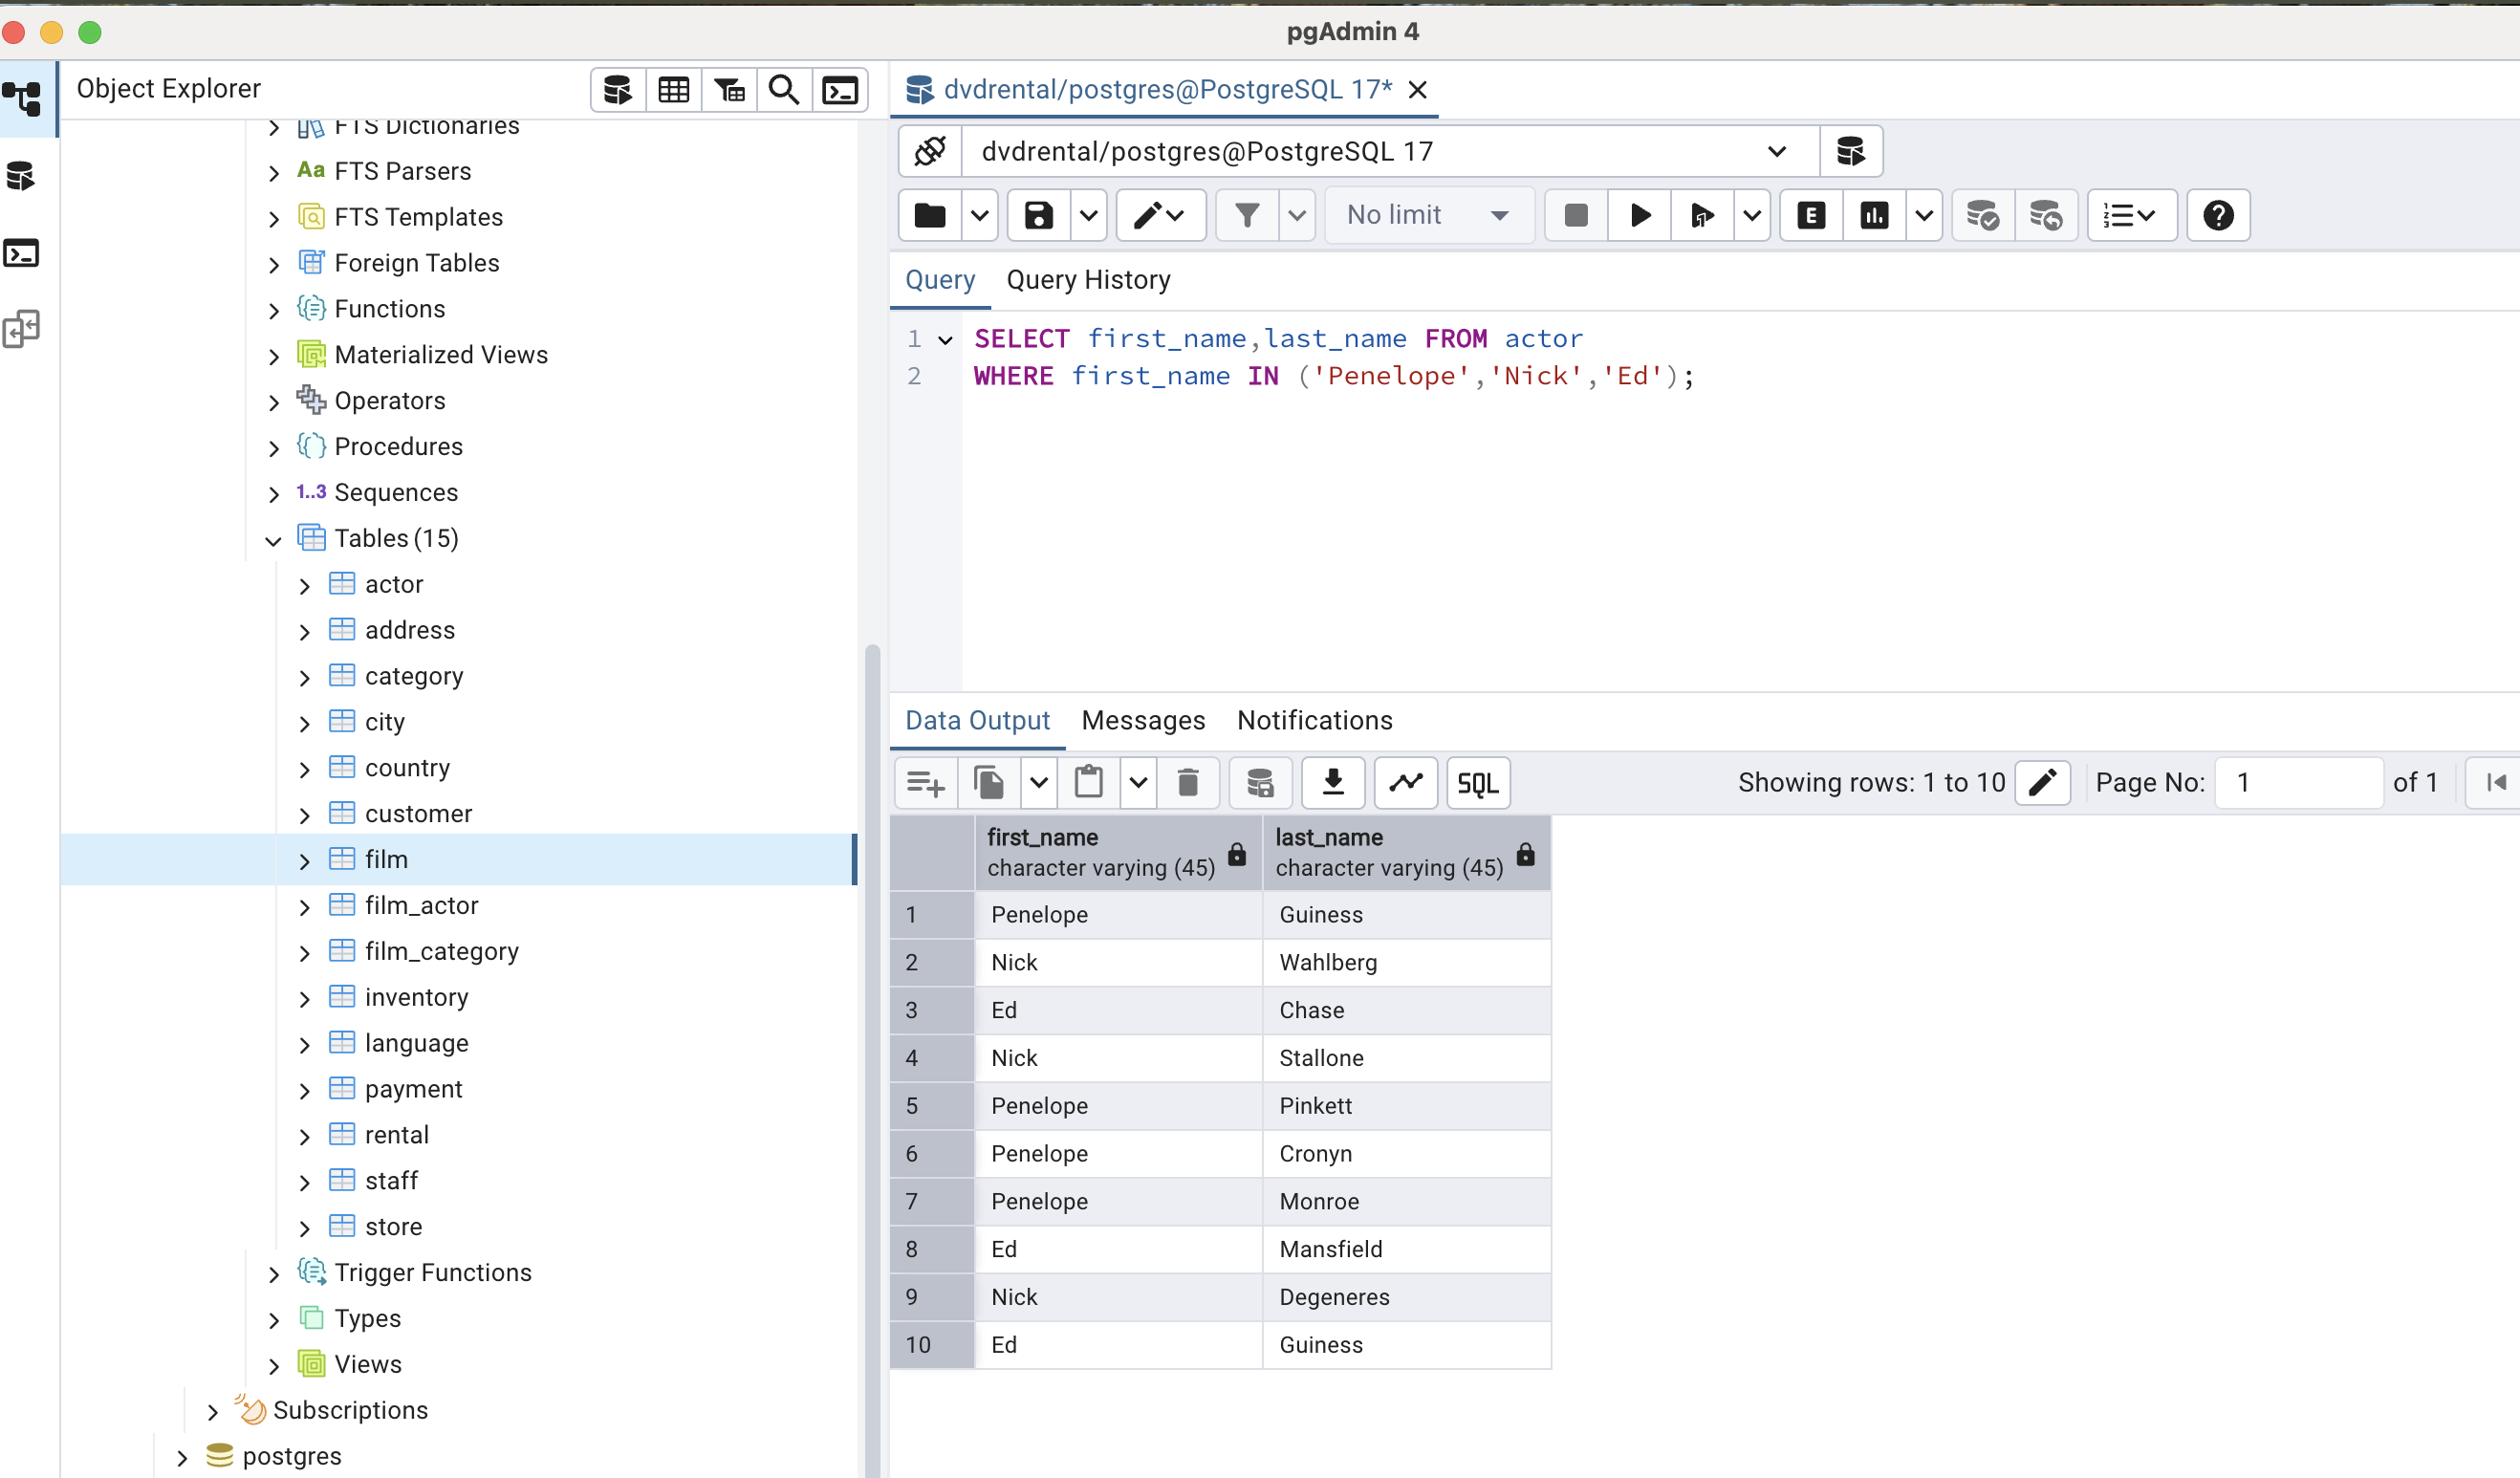 pgAdmin 4
Object Explorer
FTS Dictionaries
Aa FTS Parsers
FTS Templates
Foreign Tables
Functions
Materialized Views
Operators
Procedures
1..3 Sequences
Tables (15)
actor
address
category
city
country
customer
film
film_actor
film_category
inventory
language
payment
rental
staff
store
Trigger Functions
Types
Views
Subscriptions
postgres
dvdrental/postgres@PostgreSQL 17*
dvdrental/postgres@PostgreSQL 17
No limit
E
Query Query History
1 SELECT first_name,last_name FROM actor
2 WHERE first_name IN ('Penelope','Nick','Ed');
Data Output Messages Notifications
SQL Showing rows: 1 to 10 Page No: 1 of 1
first_name last_name
character varying (45) character varying (45)
1 Penelope Guiness
2 Nick Wahlberg
3 Ed Chase
4 Nick Stallone
5 Penelope Pinkett
6 Penelope Cronyn
7 Penelope Monroe
8 Ed Mansfield
9 Nick Degeneres
10 Ed Guiness